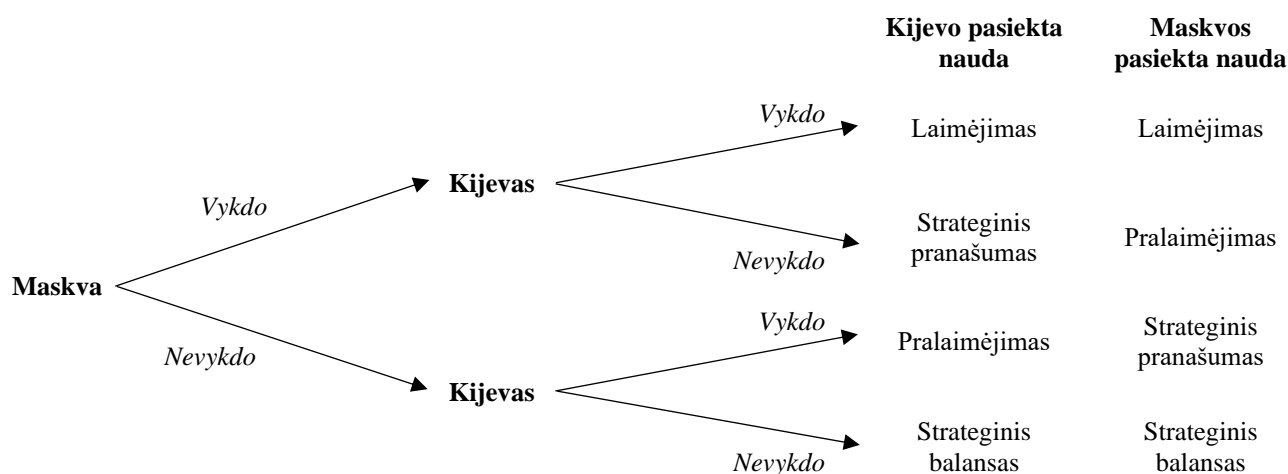 Kijevo pasiekta
nauda
Maskvos
pasiekta nauda
Vykdo
Laimėjimas
Laimėjimas
Vykdo
Kijevas
Strateginis
pranašumas
Pralaimėjimas
Nevykdo
Maskva
Vykdo
Pralaimėjimas
Strateginis
pranašumas
Nevykdo
Kijevas
Strateginis
balansas
Strateginis
balansas
Nevykdo